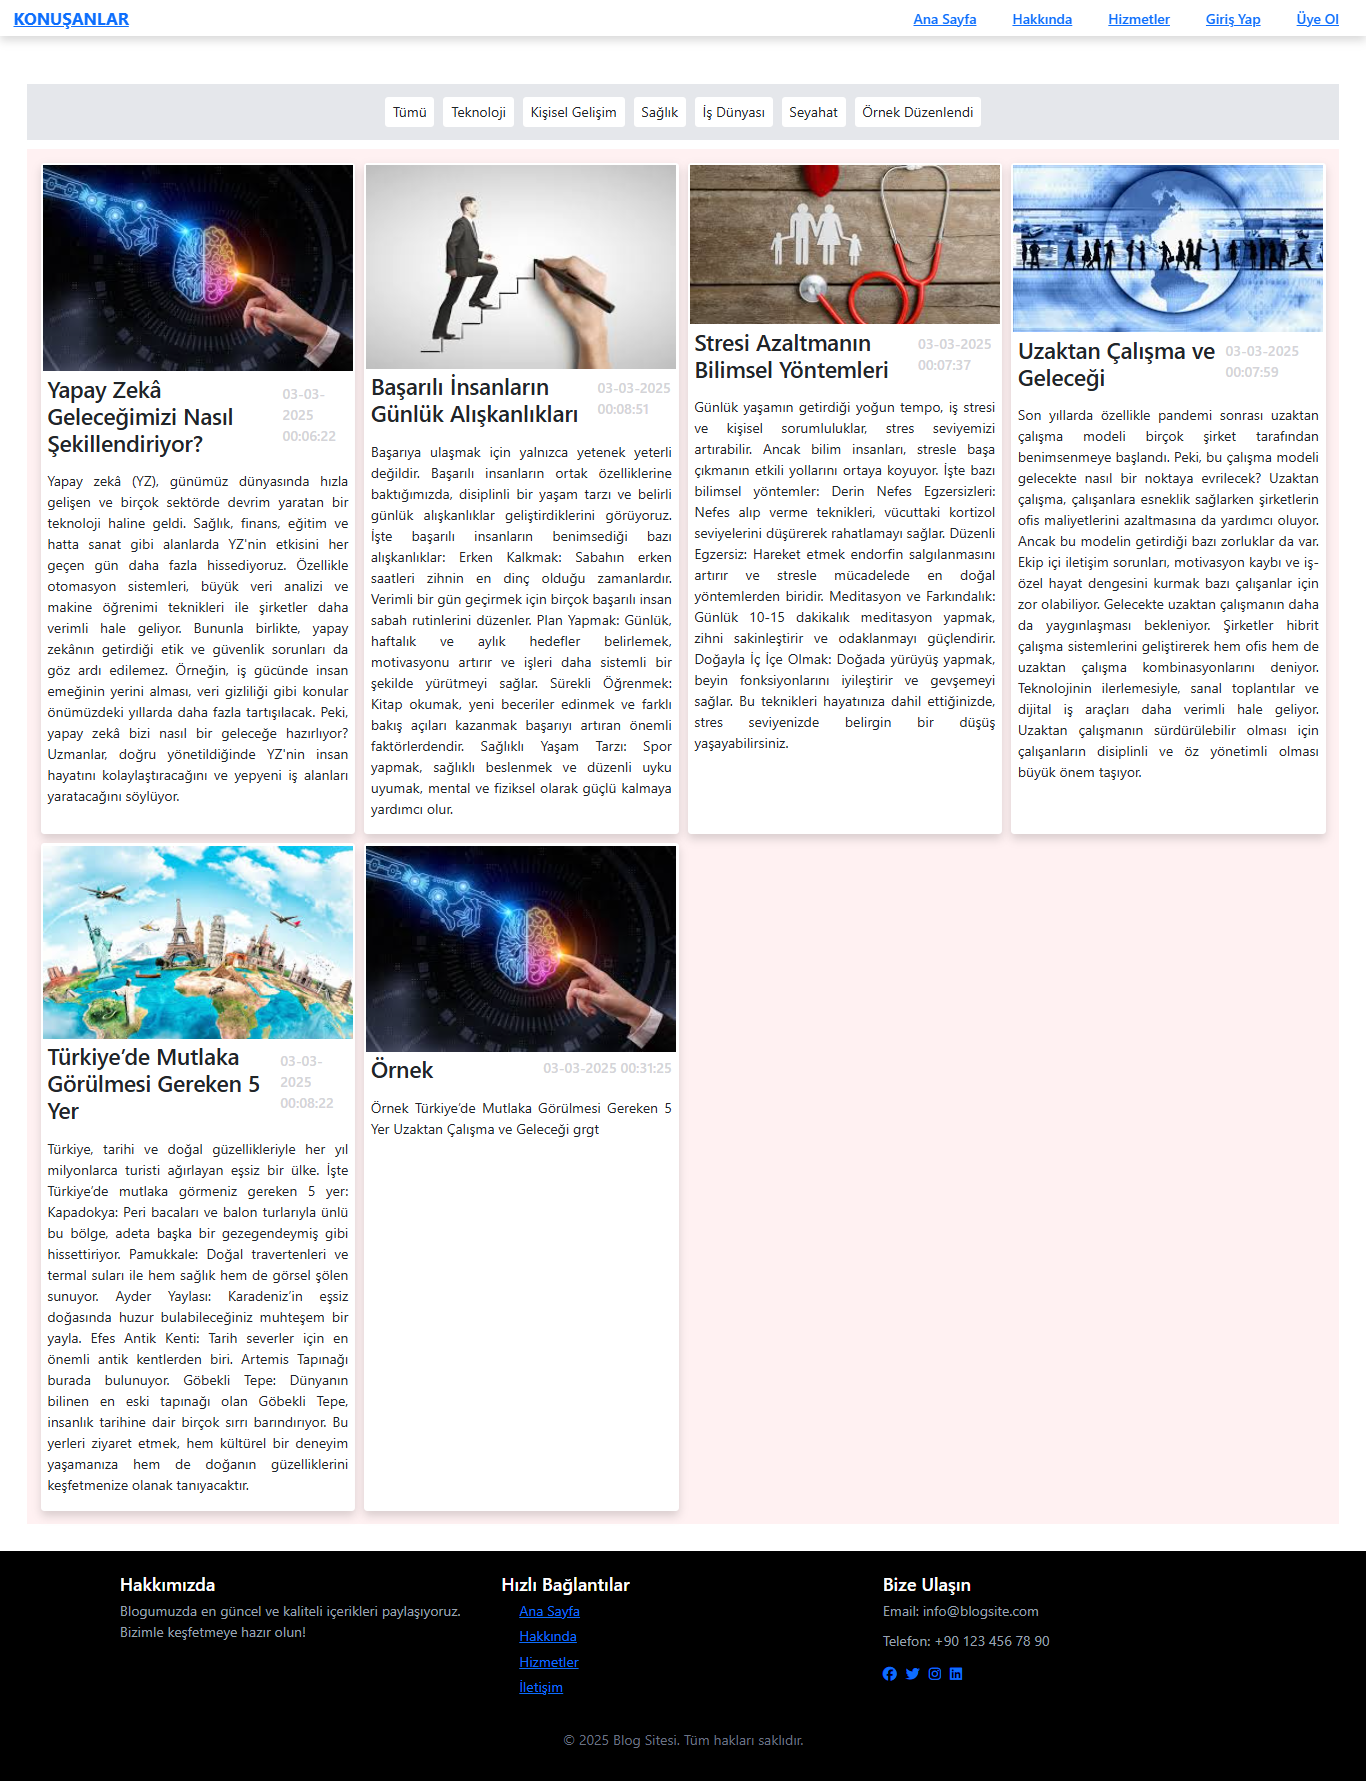 KONUŞANLAR
Ana Sayfa Hakkında Hizmetler Giriş Yap Üye Ol
Tümü Teknoloji Kişisel Gelişim Sağlık İş Dünyası Seyahat Örnek Düzenlendi
Yapay Zekâ
Geleceğimizi Nasıl
Şekillendiriyor?
03-03-
2025
00:06:22
Yapay zekâ (YZ), günümüz dünyasında hızla
gelişen ve birçok sektörde devrim yaratan bir
teknoloji haline geldi. Sağlık, finans, eğitim ve
hatta sanat gibi alanlarda YZ'nin etkisini her
geçen gün daha fazla hissediyoruz. Özellikle
otomasyon sistemleri, büyük veri analizi ve
makine öğrenimi teknikleri ile şirketler daha
verimli hale geliyor. Bununla birlikte, yapay
zekânın getirdiği etik ve güvenlik sorunları da
göz ardı edilemez. Örneğin, iş gücünde insan
emeğinin yerini alması, veri gizliliği gibi konular
önümüzdeki yıllarda daha fazla tartışılacak. Peki,
yapay zekâ bizi nasıl bir geleceğe hazırlıyor?
Uzmanlar, doğru yönetildiğinde YZ'nin insan
hayatını kolaylaştıracağını ve yepyeni iş alanları
yaratacağını söylüyor.
Başarılı İnsanların
Günlük Alışkanlıkları
03-03-2025
00:08:51
Başarıya ulaşmak için yalnızca yetenek yeterli
değildir. Başarılı insanların ortak özelliklerine
baktığımızda, disiplinli bir yaşam tarzı ve belirli
günlük alışkanlıklar geliştirdiklerini görüyoruz.
İşte başarılı insanların benimsediği bazı
alışkanlıklar: Erken Kalkmak: Sabahın erken
saatleri zihnin en dinç olduğu zamanlardır.
Verimli bir gün geçirmek için birçok başarılı insan
sabah rutinlerini düzenler. Plan Yapmak: Günlük,
haftalık ve aylık hedefler belirlemek,
motivasyonu artırır ve işleri daha sistemli bir
şekilde yürütmeyi sağlar. Sürekli Öğrenmek:
Kitap okumak, yeni beceriler edinmek ve farklı
bakış açıları kazanmak başarıyı artıran önemli
faktörlerdendir. Sağlıklı Yaşam Tarzı: Spor
yapmak, sağlıklı beslenmek ve düzenli uyku
uyumak, mental ve fiziksel olarak güçlü kalmaya
yardımcı olur.
Stresi Azaltmanın
Bilimsel Yöntemleri
03-03-2025
00:07:37
Günlük yaşamın getirdiği yoğun tempo, iş stresi
ve kişisel sorumluluklar, stres seviyemizi
artırabilir. Ancak bilim insanları, stresle başa
çıkmanın etkili yollarını ortaya koyuyor. İşte bazı
bilimsel yöntemler: Derin Nefes Egzersizleri:
Nefes alıp verme teknikleri, vücuttaki kortizol
seviyelerini düşürerek rahatlamayı sağlar. Düzenli
Egzersiz: Hareket etmek endorfin salgılanmasını
artırır ve stresle mücadelede en doğal
yöntemlerden biridir. Meditasyon ve Farkındalık:
Günlük 10-15 dakikalık meditasyon yapmak,
zihni sakinleştirir ve odaklanmayı güçlendirir.
Doğayla İç İçe Olmak: Doğada yürüyüş yapmak,
beyin fonksiyonlarını iyileştirir ve gevşemeyi
sağlar. Bu teknikleri hayatınıza dahil ettiğinizde,
stres seviyenizde belirgin bir düşüş
yaşayabilirsiniz.
Uzaktan Çalışma ve
Geleceği
03-03-2025
00:07:59
Son yıllarda özellikle pandemi sonrası uzaktan
çalışma modeli birçok şirket tarafından
benimsenmeye başlandı. Peki, bu çalışma modeli
gelecekte nasıl bir noktaya evrilecek? Uzaktan
çalışma, çalışanlara esneklik sağlarken şirketlerin
ofis maliyetlerini azaltmasına da yardımcı oluyor.
Ancak bu modelin getirdiği bazı zorluklar da var.
Ekip içi iletişim sorunları, motivasyon kaybı ve iş-
özel hayat dengesini kurmak bazı çalışanlar için
zor olabiliyor. Gelecekte uzaktan çalışmanın daha
da yaygınlaşması bekleniyor. Şirketler hibrit
çalışma sistemlerini geliştirerek hem ofis hem de
uzaktan çalışma kombinasyonlarını deniyor.
Teknolojinin ilerlemesiyle, sanal toplantılar ve
dijital iş araçları daha verimli hale geliyor.
Uzaktan çalışmanın sürdürülebilir olması için
çalışanların disiplinli ve öz yönetimli olması
büyük önem taşıyor.
Türkiye’de Mutlaka
Görülmesi Gereken 5
Yer
03-03-
2025
00:08:22
Türkiye, tarihi ve doğal güzellikleriyle her yıl
milyonlarca turisti ağırlayan eşsiz bir ülke. İşte
Türkiye’de mutlaka görmeniz gereken 5 yer:
Kapadokya: Peri bacaları ve balon turlarıyla ünlü
bu bölge, adeta başka bir gezegendeymiş gibi
hissettiriyor. Pamukkale: Doğal travertenleri ve
termal suları ile hem sağlık hem de görsel şölen
sunuyor. Ayder Yaylası: Karadeniz’in eşsiz
doğasında huzur bulabileceğiniz muhteşem bir
yayla. Efes Antik Kenti: Tarih severler için en
önemli antik kentlerden biri. Artemis Tapınağı
burada bulunuyor. Göbekli Tepe: Dünyanın
bilinen en eski tapınağı olan Göbekli Tepe,
insanlık tarihine dair birçok sırrı barındırıyor. Bu
yerleri ziyaret etmek, hem kültürel bir deneyim
yaşamanıza hem de doğanın güzelliklerini
keşfetmenize olanak tanıyacaktır.
Örnek
03-03-2025 00:31:25
Örnek Türkiye’de Mutlaka Görülmesi Gereken 5
Yer Uzaktan Çalışma ve Geleceği grgt
Hakkımızda
Blogumuzda en güncel ve kaliteli içerikleri paylaşıyoruz.
Bizimle keşfetmeye hazır olun!
Hızlı Bağlantılar
Ana Sayfa
Hakkında
Hizmetler
İletişim
Bize Ulaşın
Email: info@blogsite.com
Telefon: +90 123 456 78 90
© 2025 Blog Sitesi. Tüm hakları saklıdır.